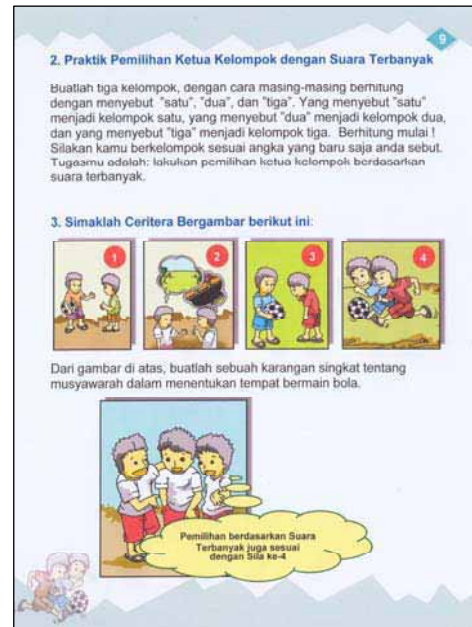 9
2. Praktik Pemilihan Ketua Kelompok dengan Suara Terbanyak
Buatlah tiga kelompok, dengan cara masing-masing berhitung
dengan menyebut "satu", "dua", dan "tiga". Yang menyebut "satu"
menjadi kelompok satu, yang menyebut "dua" menjadi kelompok dua,
dan yang menyebut "tiga" menjadi kelompok tiga. Berhitung mulai !
Silakan kamu berkelompok sesuai angka yang baru saja anda sebut.
Tugasmu adalah: lakukan pemilihan ketua kelompok berdasarkan
suara terbanyak.
3. Simaklah Ceritera Bergambar berikut ini:
1
2
3
4
Dari gambar di atas, buatlah sebuah karangan singkat tentang
musyawarah dalam menentukan tempat bermain bola.
Pemilihan berdasarkan Suara
Terbanyak juga sesuai
dengan Sila ke-4